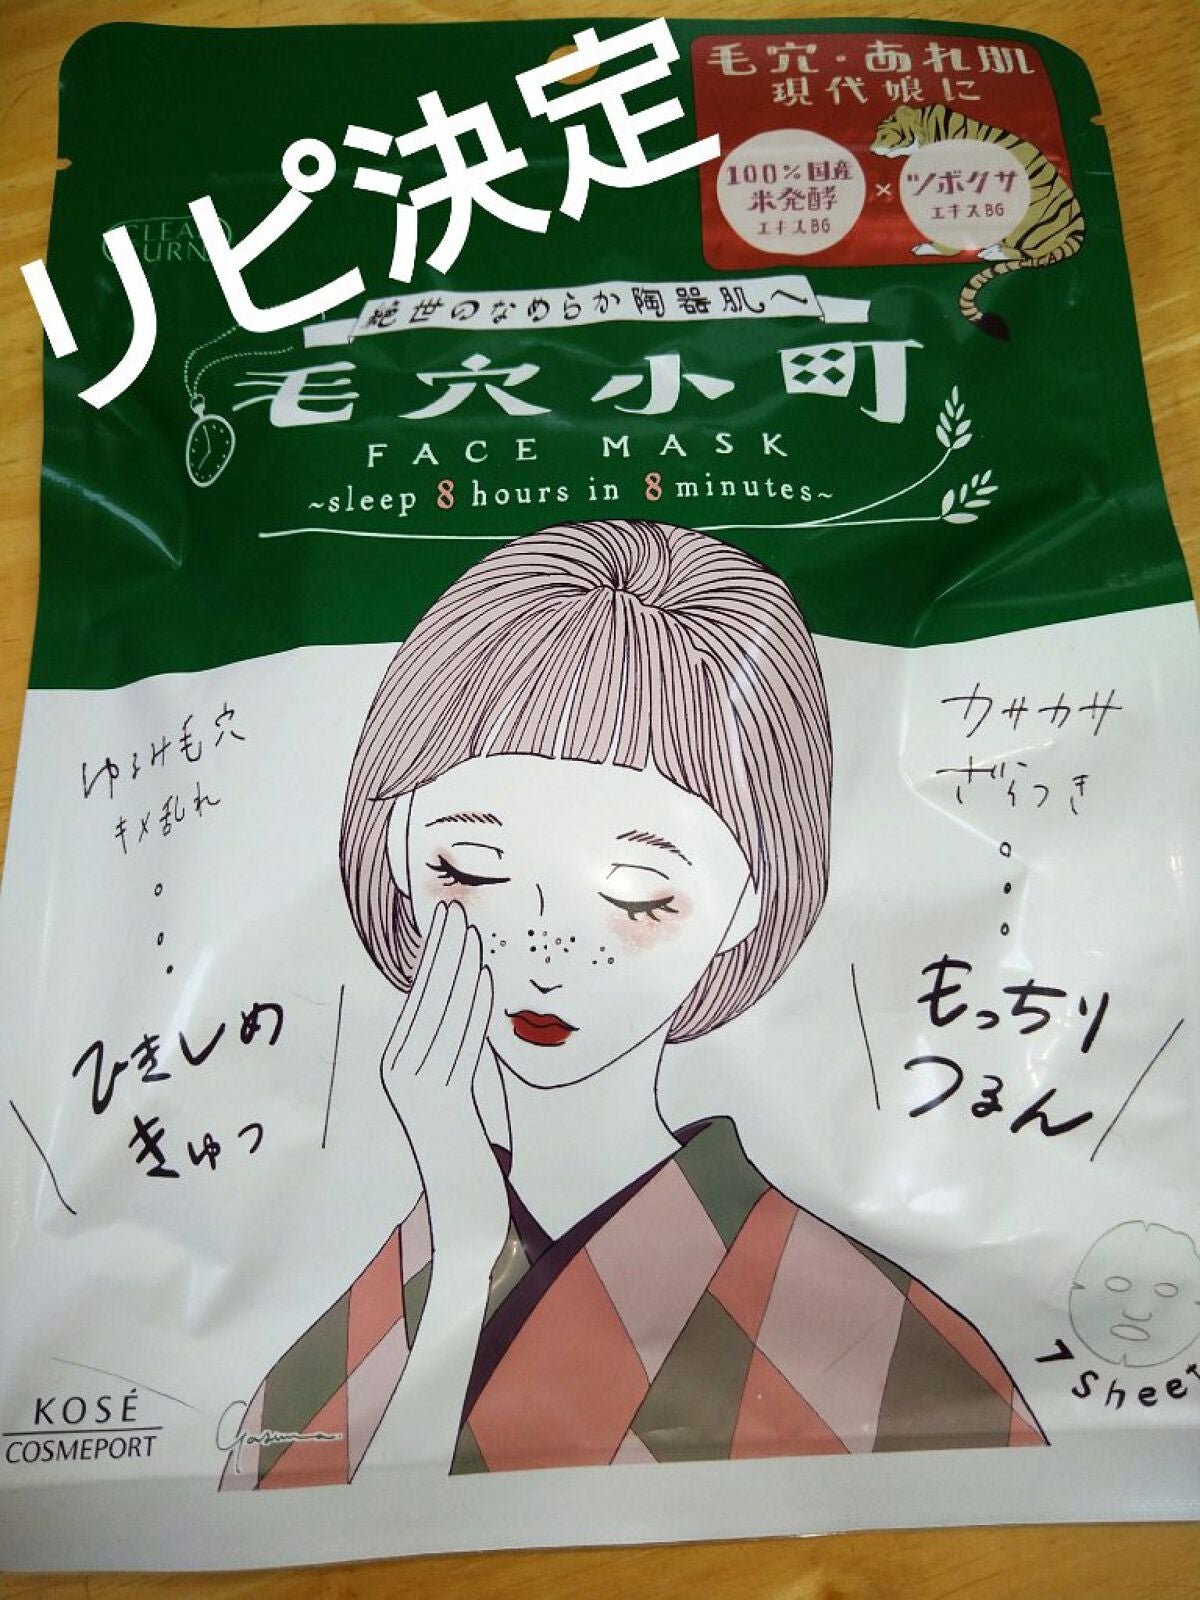 リピ決定
毛穴・あれ肌
現代娘に
100%国産
米発酵
エキスBG
×
ツボクサ
エキスBG
CICA
絶世のなめらか陶器肌へ
毛穴小町
FACE MASK
~sleep 8 hours in 8 minutes~
ゆるみ毛穴
キメ乱れ
ひきしめ
きゅっ
カサカサ
ざらつき
もっちり
つるん
KOSÉ
COSMEPORT